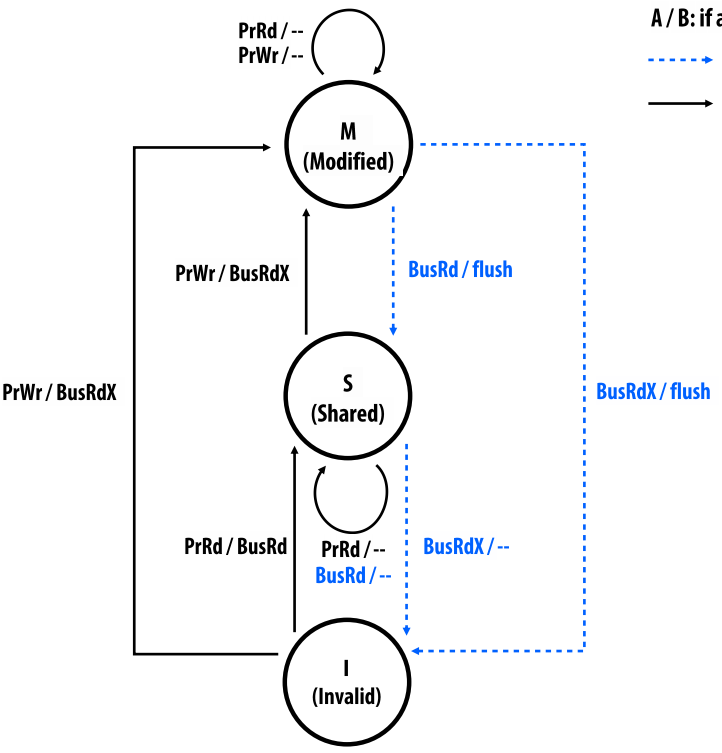 A / B: if
PrRd / --
PrWr / --
M
(Modified)
PrWr / BusRdX
BusRd / flush
S
(Shared)
PrWr / BusRdX
BusRdX / flush
PrRd / BusRd
PrRd / --
BusRd / --
BusRdX / --
I
(Invalid)